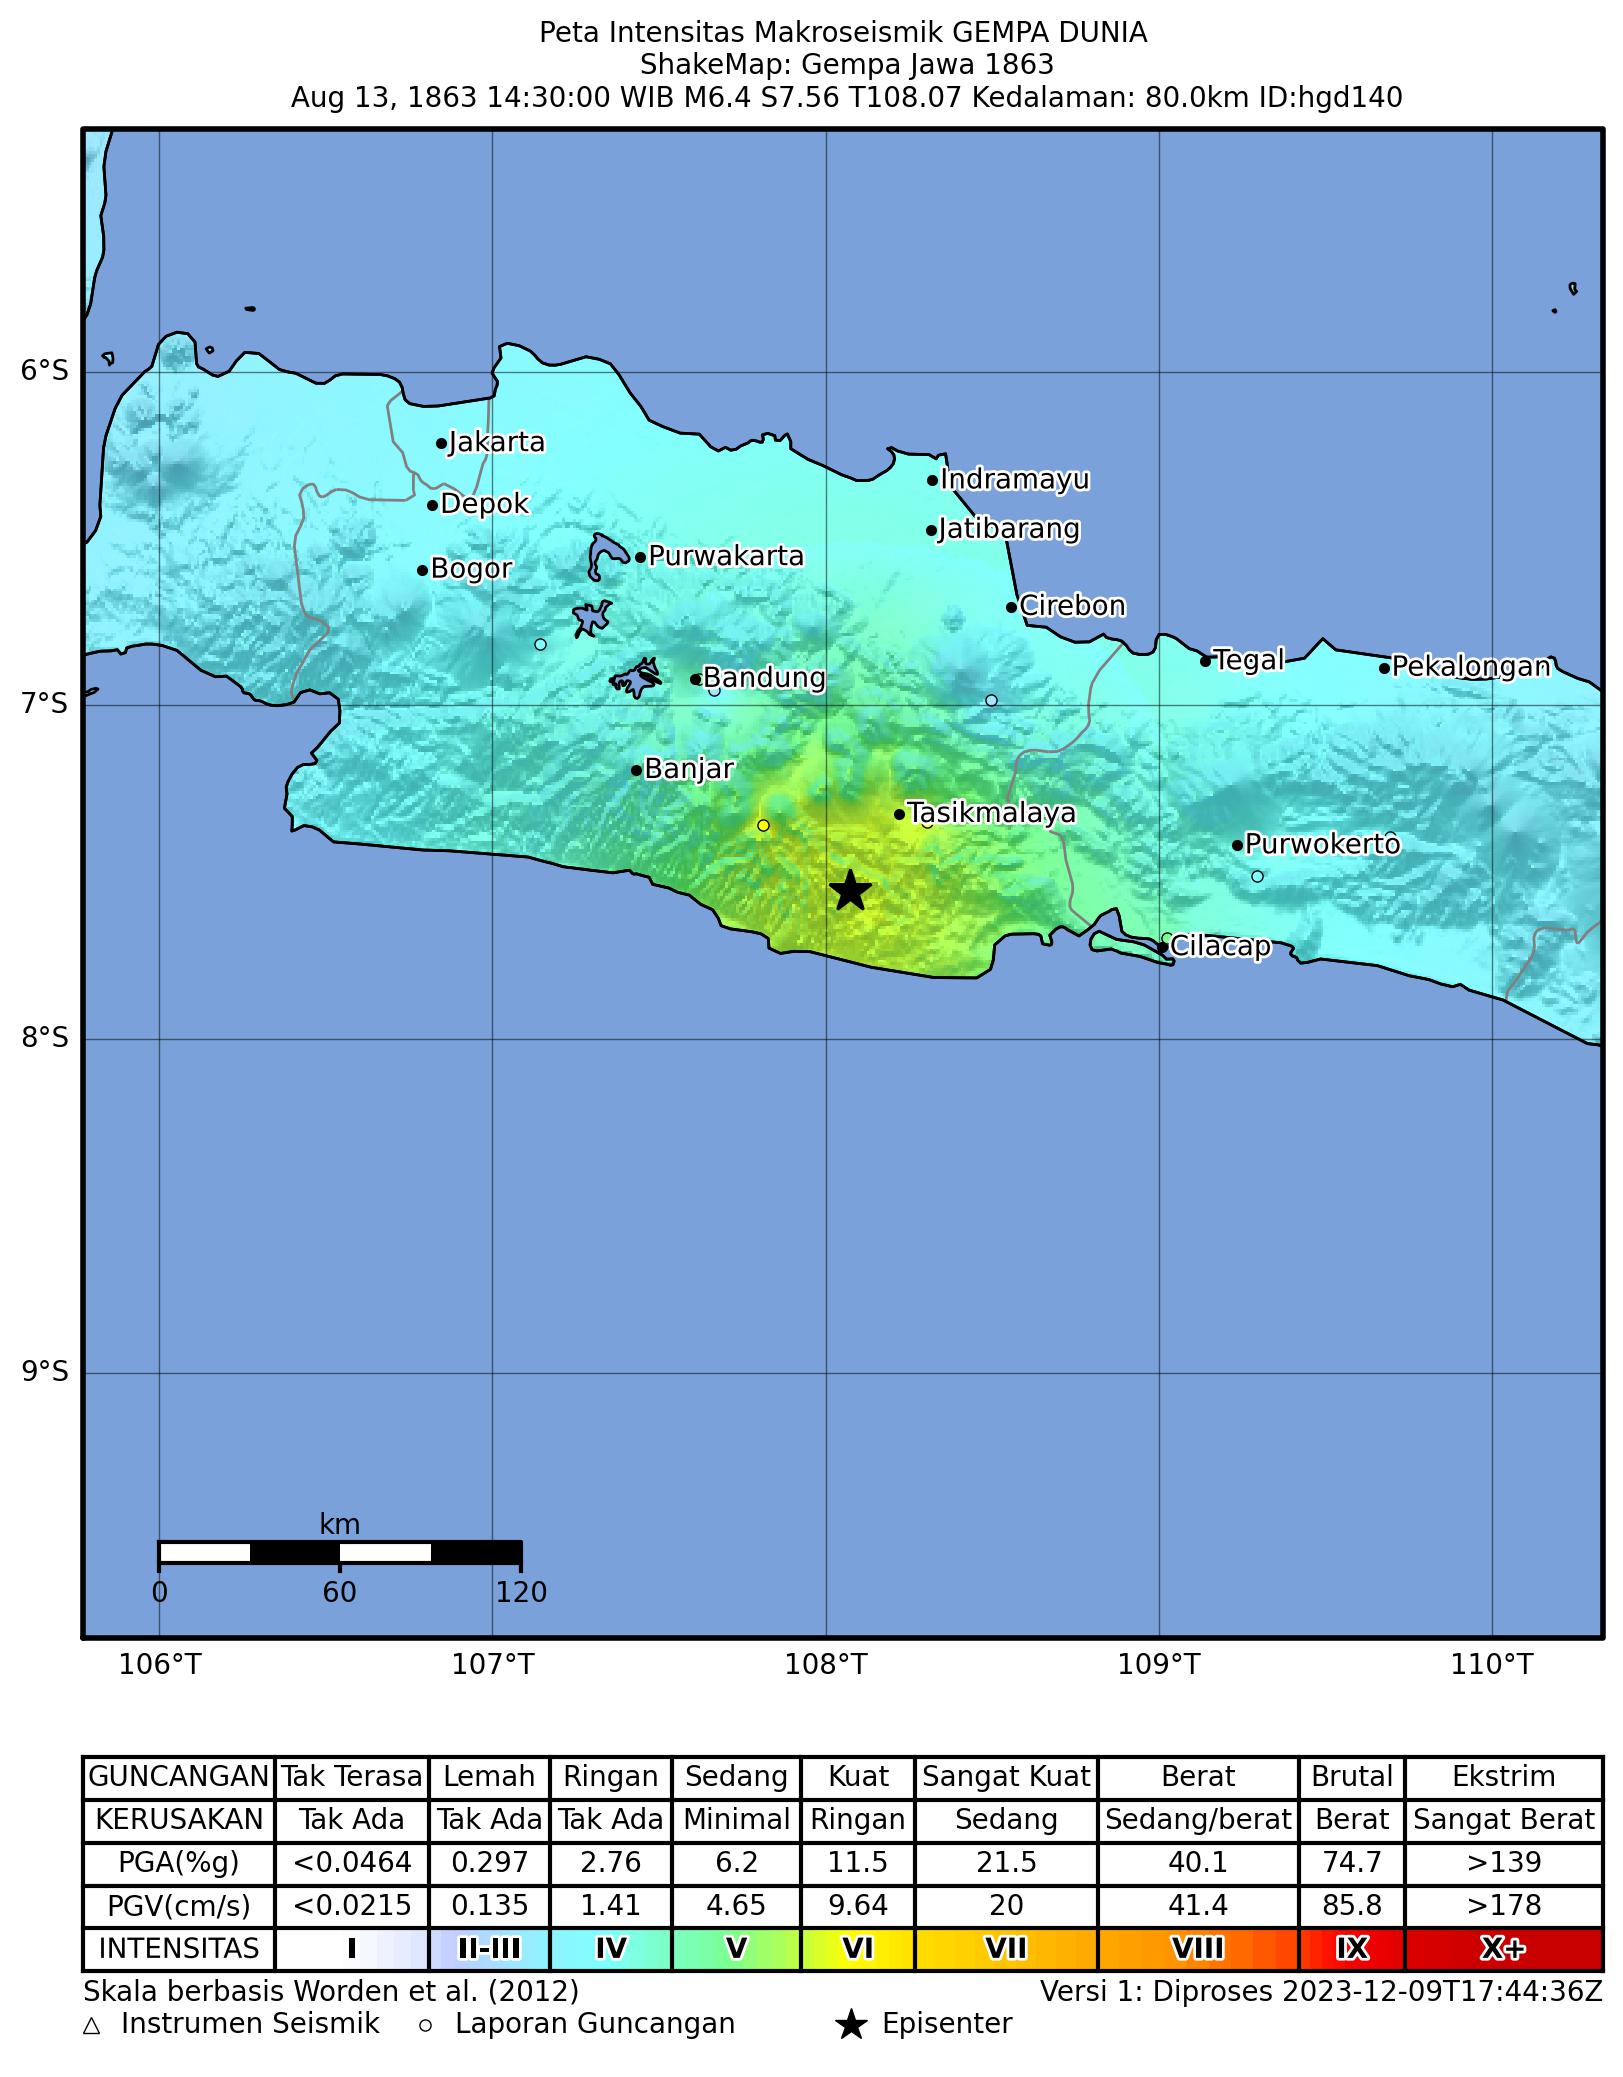 Peta Intensitas Makroseismik GEMPA DUNIA
ShakeMap: Gempa Jawa 1863
Aug 13, 1863 14:30:00 WIB M6.4 S7.56 T108.07 Kedalaman: 80.0km ID:hgd140
6°S
Jakarta
Indramayu
Depok
Jatibarang
Purwakarta
Bogor
Cirebon
Tegal
Pekalongan
Bandung
7°S
Banjar
Tasikmalaya
Purwokerto
Cilacap
8°S
9°S
km
0 60 120
106°T 107°T 108°T 109°T 110°T
GUNCANGAN Tak Terasa Lemah Ringan Sedang Kuat Sangat Kuat Berat Brutal Ekstrim
KERUSAKAN Tak Ada Tak Ada Tak Ada Minimal Ringan Sedang Sedang/berat Berat Sangat Berat
PGA(%g) <0.0464 0.297 2.76 6.2 11.5 21.5 40.1 74.7 >139
PGV(cm/s) <0.0215 0.135 1.41 4.65 9.64 20 41.4 85.8 >178
INTENSITAS I II-III IV V VI VII VIII IX X+
Skala berbasis Worden et al. (2012) Versi 1: Diproses 2023-12-09T17:44:36Z
Instrumen Seismik Laporan Guncangan Episenter